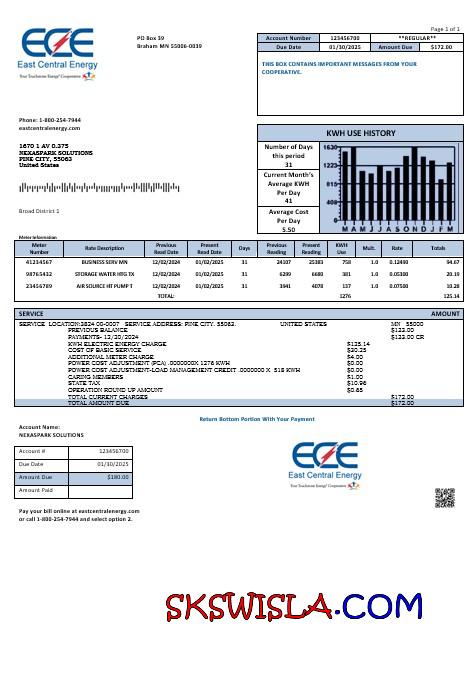 Page 1 of 1
ECE
East Central Energy
Your Touchstone Energy® Cooperative
PO Box 39
Braham MN 55006-0039
Account Number 123456700 **REGULAR**
Due Date 01/30/2025 Amount Due $172.00
THIS BOX CONTAINS IMPORTANT MESSAGES FROM YOUR
COOPERATIVE.
Phone: 1-800-254-7944
eastcentralenergy.com
1670 1 AV 0.375
NEXASPARK SOLUTIONS
PINE CITY, 55063
United States
Broad District 1
Number of Days
this period
31
Current Month's
Average KWH
Per Day
41
Average Cost
Per Day
5.50
KWH USE HISTORY
1630
1223
815
408
0
M A M J J A S O N D J F M
Meter Information
Meter Number Rate Description Previous Read Date Present Read Date Days Previous Reading Present Reading KWH Use Mult. Rate Totals
41234567 BUSINESS SERV MN 12/02/2024 01/02/2025 31 24107 25383 758 1.0 0.12490 94.67
98765432 STORAGE WATER HTG TX 12/02/2024 01/02/2025 31 6299 6680 381 1.0 0.05300 20.19
23456789 AIR SOURCE HT PUMP T 12/02/2024 01/02/2025 31 3941 4078 137 1.0 0.07500 10.28
TOTAL: 1276 125.14
SERVICE AMOUNT
SERVICE LOCATION:3824 00-0007 SERVICE ADDRESS: PINE CITY, 55063. UNITED STATES MN 55000
PREVIOUS BALANCE $123.00
PAYMENTS- 12/20/2024 $123.00 CR
KWH ELECTRIC ENERGY CHARGE $125.14
COST OF BASIC SERVICE $30.25
ADDITIONAL METER CHARGE $4.00
POWER COST ADJUSTMENT (PCA) .0000000X 1276 KWH $0.00
POWER COST ADJUSTMENT-LOAD MANAGEMENT CREDIT .0000000 X 518 KWH $0.00
CARING MEMBERS $1.00
STATE TAX $10.96
OPERATION ROUND UP AMOUNT $0.65
TOTAL CURRENT CHARGES $172.00
TOTAL AMOUNT DUE $172.00
Return Bottom Portion With Your Payment
Account Name:
NEXASPARK SOLUTIONS
Account # 123456700
Due Date 01/30/2025
Amount Due $180.00
Amount Paid
ECE
East Central Energy
Your Touchstone Energy® Cooperative
Pay your bill online at eastcentralenergy.com
or call 1-800-254-7944 and select option 2.
SKSWISLA.COM